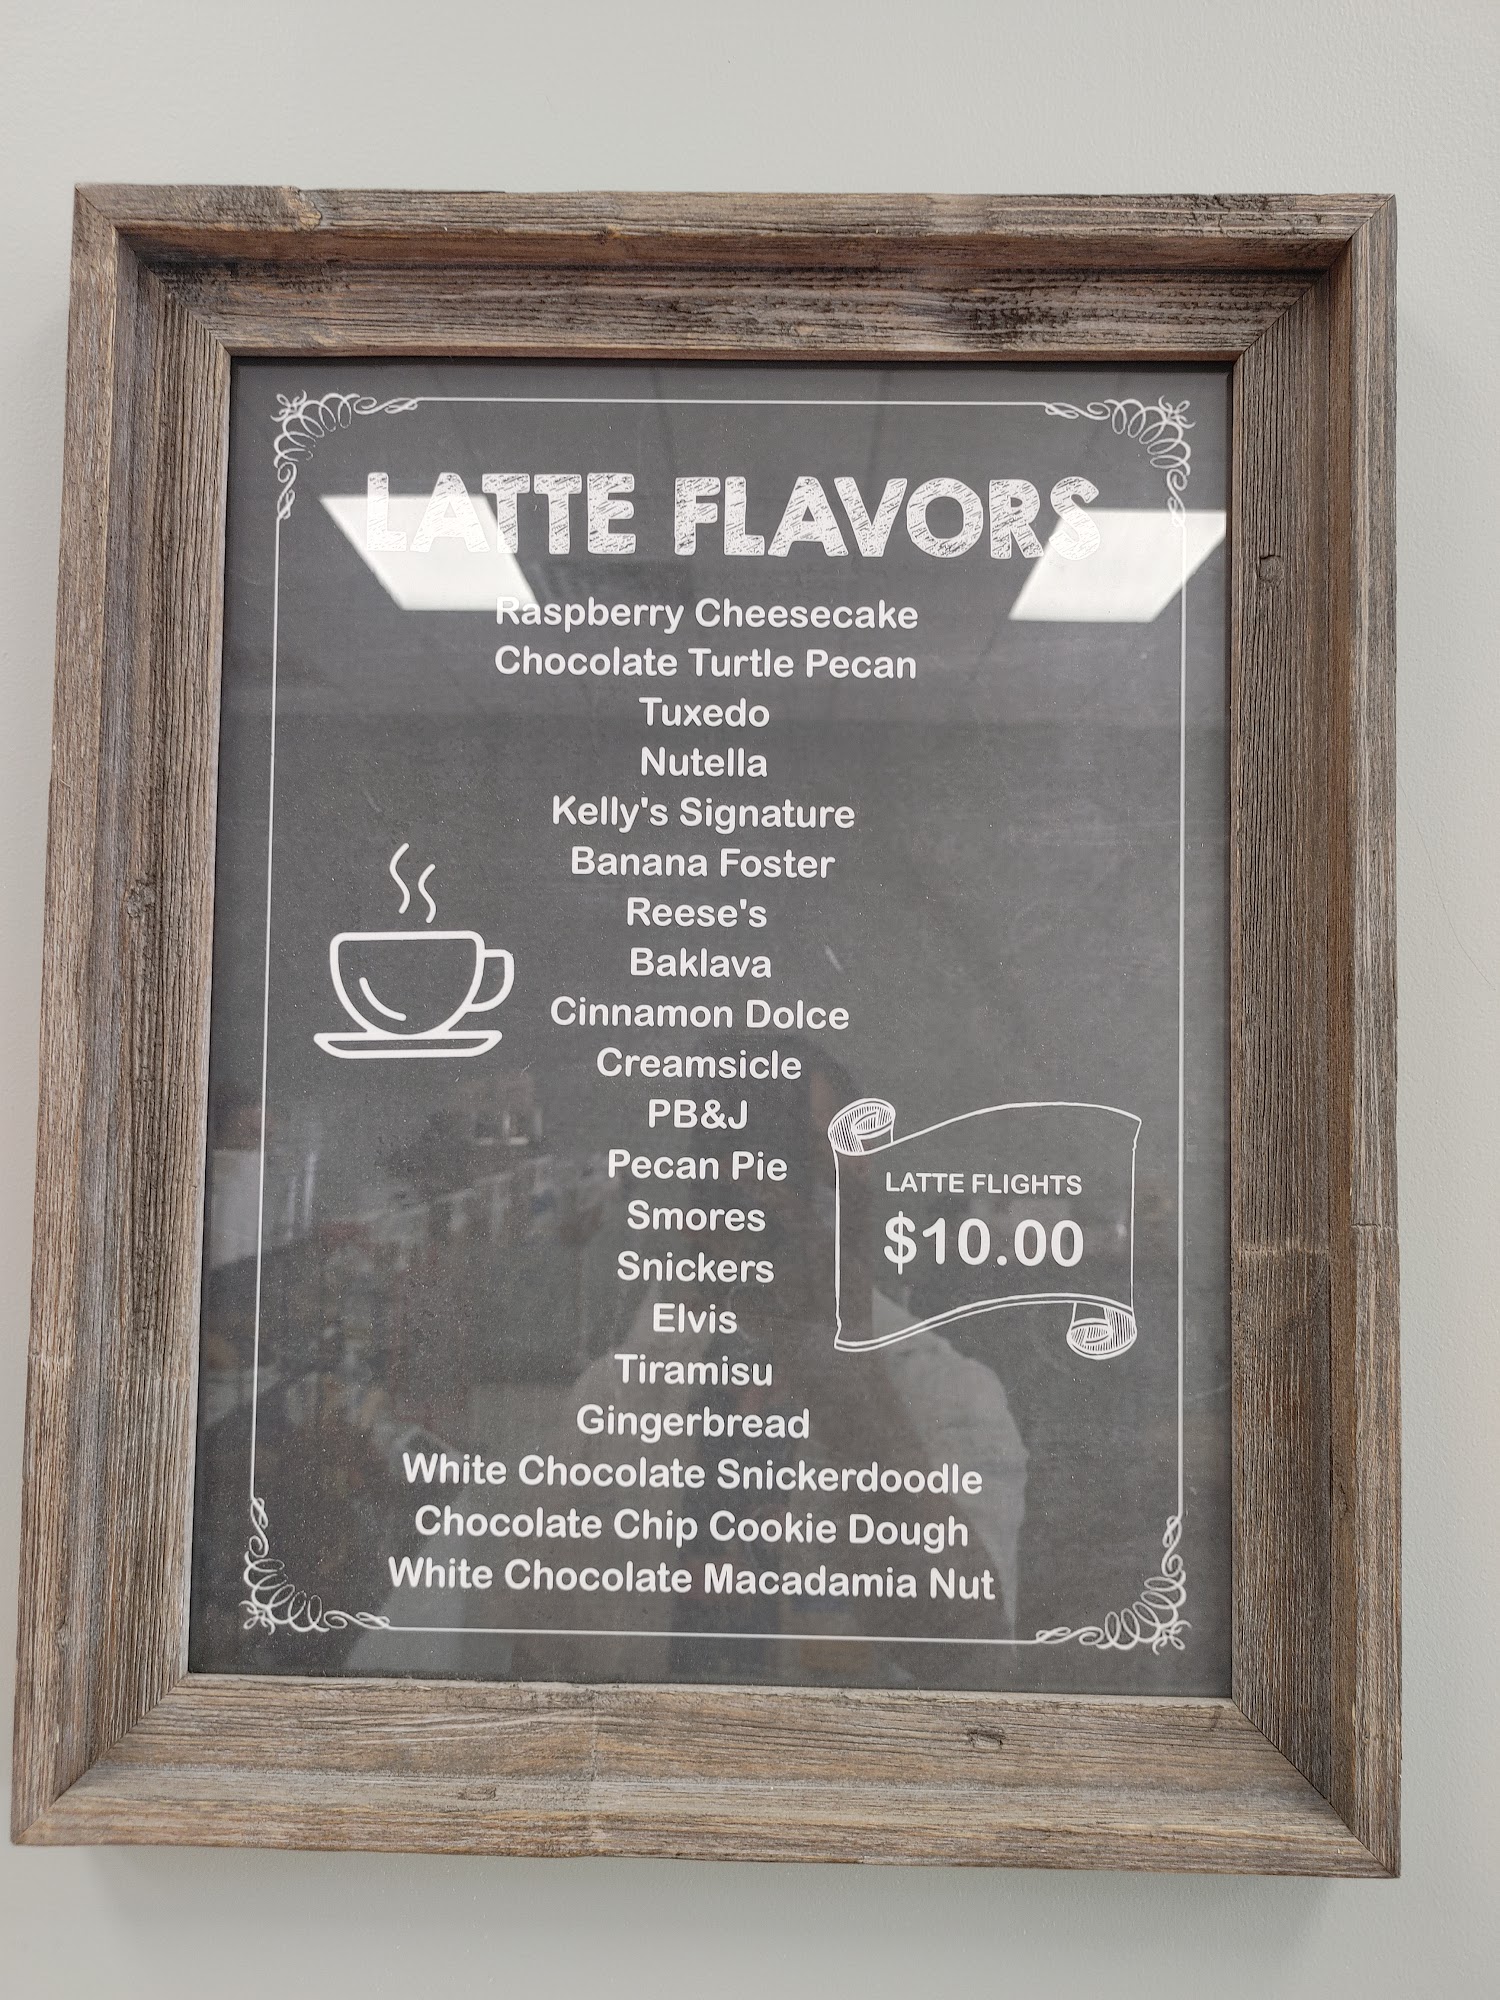 LATTE FLAVORS
Raspberry Cheesecake
Chocolate Turtle Pecan
Tuxedo
Nutella
Kelly's Signature
Banana Foster
Reese's
Baklava
Cinnamon Dolce
Creamsicle
PB&J
Pecan Pie
Smores
Snickers
Elvis
Tiramisu
Gingerbread
White Chocolate Snickerdoodle
Chocolate Chip Cookie Dough
White Chocolate Macadamia Nut
LATTE FLIGHTS
$10.00